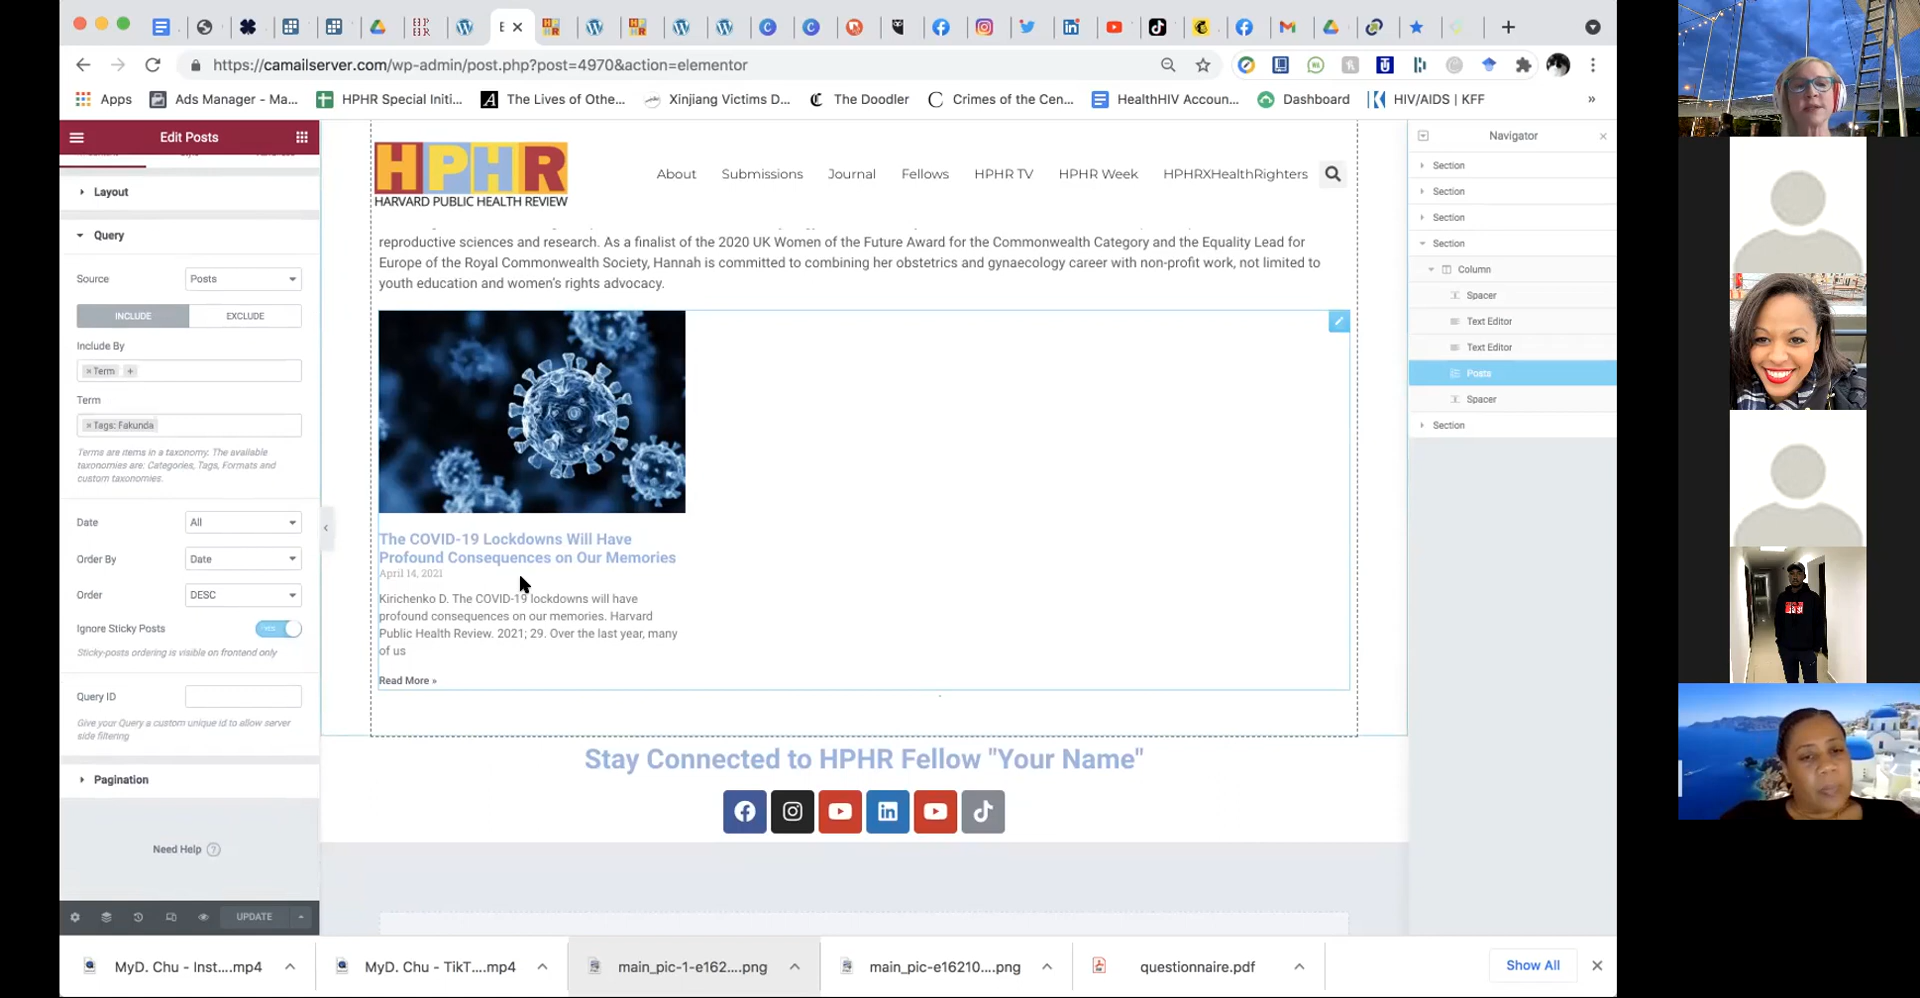 E
https://camailserver.com/wp-admin/post.php?post=4970&action=elementor
Apps
Ads Manager - Ma...
HPHR Special Initi...
The Lives of Othe...
Xinjiang Victims D...
The Doodler
Crimes of the Cen...
HealthHIV Accoun...
Dashboard
HIV/AIDS | KFF
»
Edit Posts
Layout
Query
Source
Posts
INCLUDE
EXCLUDE
Include By
× Term +
Term
× Tags: Fakunda
Terms are items in a taxonomy. The available
taxonomies are: Categories, Tags, Formats and
custom taxonomies.
Date
All
Order By
Date
Order
DESC
Ignore Sticky Posts
YES
Sticky-posts ordering is visible on frontend only
Query ID
Give your Query a custom unique id to allow server
side filtering
Pagination
Need Help
UPDATE
HPHR
HARVARD PUBLIC HEALTH REVIEW
About
Submissions
Journal
Fellows
HPHR TV
HPHR Week
HPHRXHealthRighters
reproductive sciences and research. As a finalist of the 2020 UK Women of the Future Award for the Commonwealth Category and the Equality Lead for
Europe of the Royal Commonwealth Society, Hannah is committed to combining her obstetrics and gynaecology career with non-profit work, not limited to
youth education and women's rights advocacy.
The COVID-19 Lockdowns Will Have
Profound Consequences on Our Memories
April 14, 2021
Kirichenko D. The COVID-19 lockdowns will have
profound consequences on our memories. Harvard
Public Health Review. 2021; 29. Over the last year, many
of us
Read More »
Stay Connected to HPHR Fellow "Your Name"
Navigator
Section
Section
Section
Section
Column
Spacer
Text Editor
Text Editor
Posts
Spacer
Section
MyD. Chu - Inst....mp4
MyD. Chu - TikT....mp4
main_pic-1-e162....png
main_pic-e16210....png
questionnaire.pdf
Show All